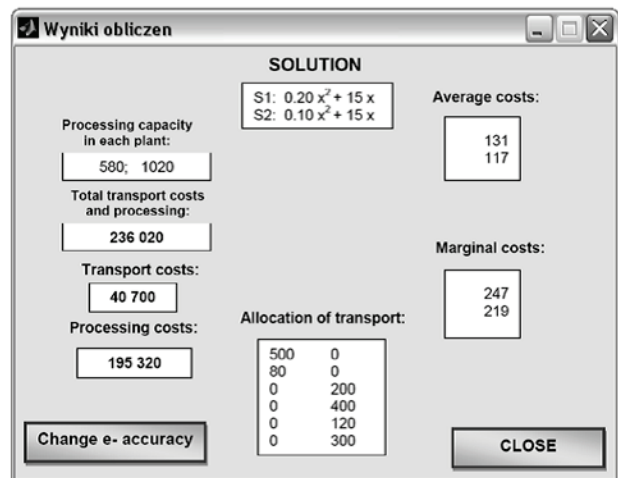 Wyniki obliczen
SOLUTION
S1: 0.20 x² + 15 x
S2: 0.10 x² + 15 x
Processing capacity
in each plant:
580; 1020
Total transport costs
and processing:
236 020
Transport costs:
40 700
Processing costs:
195 320
Change e- accuracy
Allocation of transport:
500 0
80 0
0 200
0 400
0 120
0 300
Average costs:
131
117
Marginal costs:
247
219
CLOSE